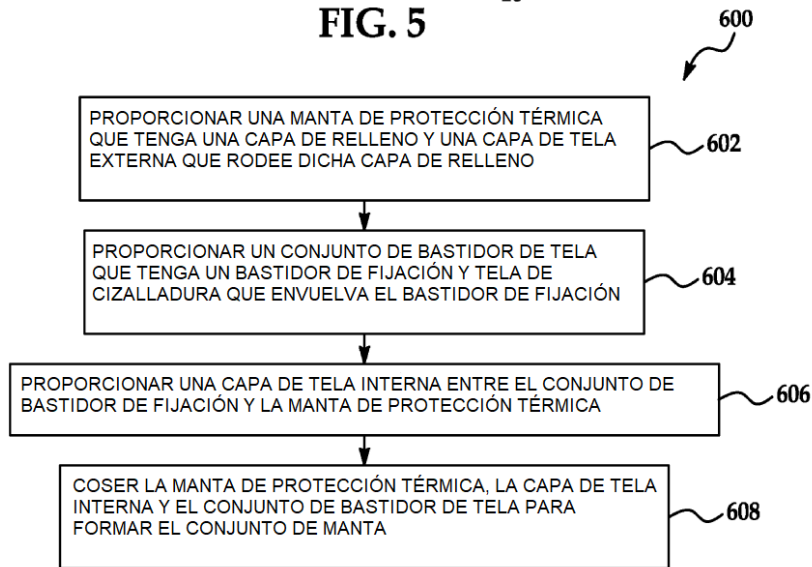 FIG. 5
600
PROPORCIONAR UNA MANTA DE PROTECCIÓN TÉRMICA
QUE TENGA UNA CAPA DE RELLENO Y UNA CAPA DE TELA
EXTERNA QUE RODEE DICHA CAPA DE RELLENO
602
PROPORCIONAR UN CONJUNTO DE BASTIDOR DE TELA
QUE TENGA UN BASTIDOR DE FIJACIÓN Y TELA DE
CIZALLADURA QUE ENVUELVA EL BASTIDOR DE FIJACIÓN
604
PROPORCIONAR UNA CAPA DE TELA INTERNA ENTRE EL CONJUNTO DE
BASTIDOR DE FIJACIÓN Y LA MANTA DE PROTECCIÓN TÉRMICA
606
COSER LA MANTA DE PROTECCIÓN TÉRMICA, LA CAPA DE TELA
INTERNA Y EL CONJUNTO DE BASTIDOR DE TELA PARA
FORMAR EL CONJUNTO DE MANTA
608